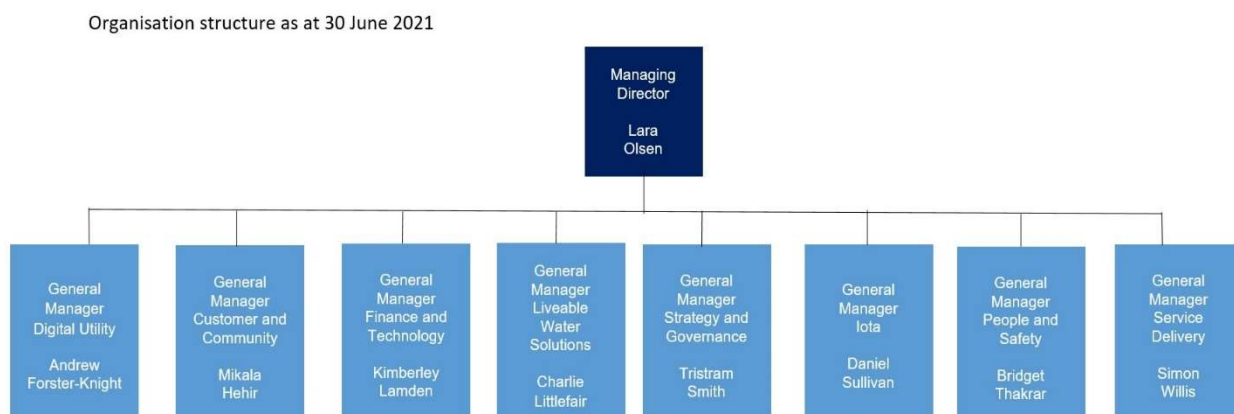 Organisation structure as at 30 June 2021
Managing
Director
Lara
Olsen
General
Manager
Digital Utility
Andrew
Forster-Knight
General
Manager
Customer and
Community
Mikala
Hehir
General
Manager
Finance and
Technology
Kimberley
Lamden
General
Manager
Liveable
Water
Solutions
Charlie
Littlefair
General
Manager
Strategy and
Governance
Tristram
Smith
General
Manager
Iota
Daniel
Sullivan
General
Manager
People and
Safety
Bridget
Thakrar
General
Manager
Service
Delivery
Simon
Willis